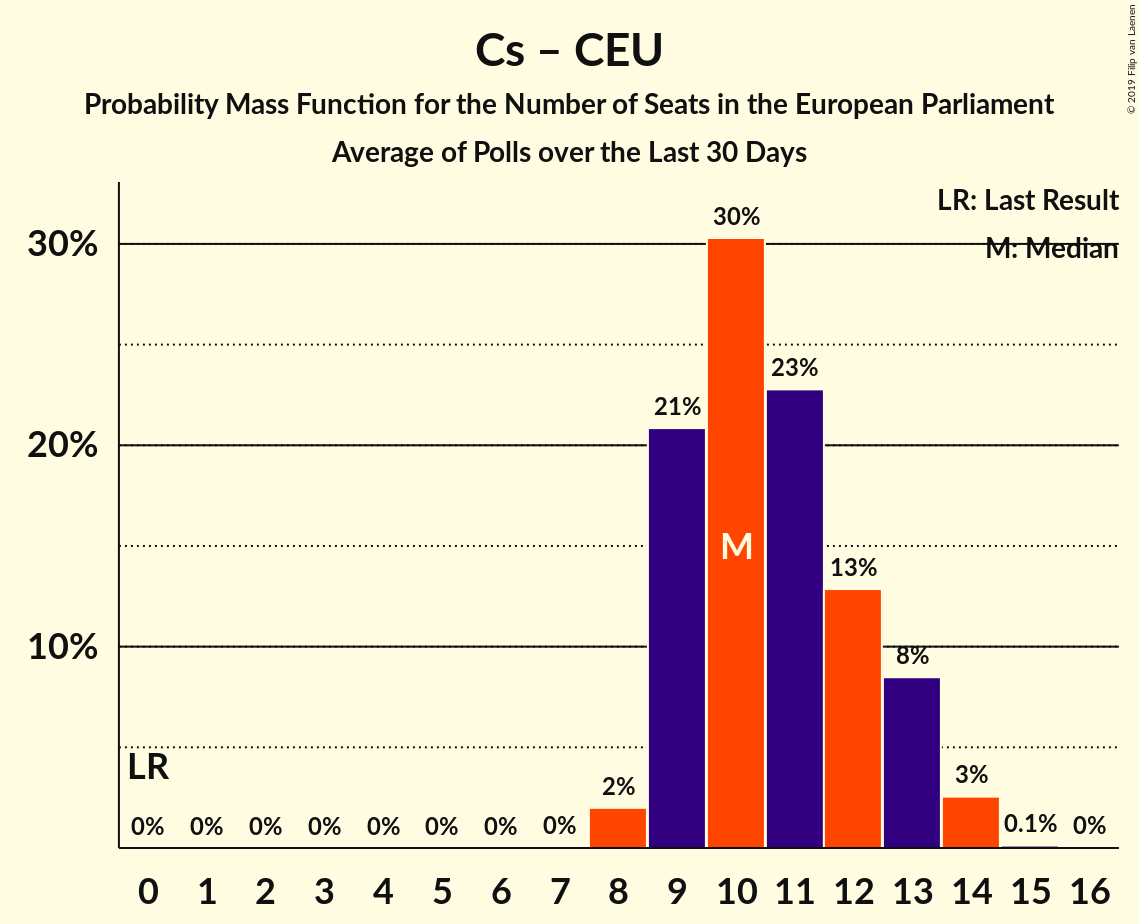 Cs – CEU
Probability Mass Function for the Number of Seats in the European Parliament
Average of Polls over the Last 30 Days
© 2019 Filip van Laenen
LR: Last Result
M: Median
30%
20%
10%
30%
23%
21%
M
13%
8%
LR
3%
2%
0% 0% 0% 0% 0% 0% 0% 0% 0.1% 0%
0 1 2 3 4 5 6 7 8 9 10 11 12 13 14 15 16